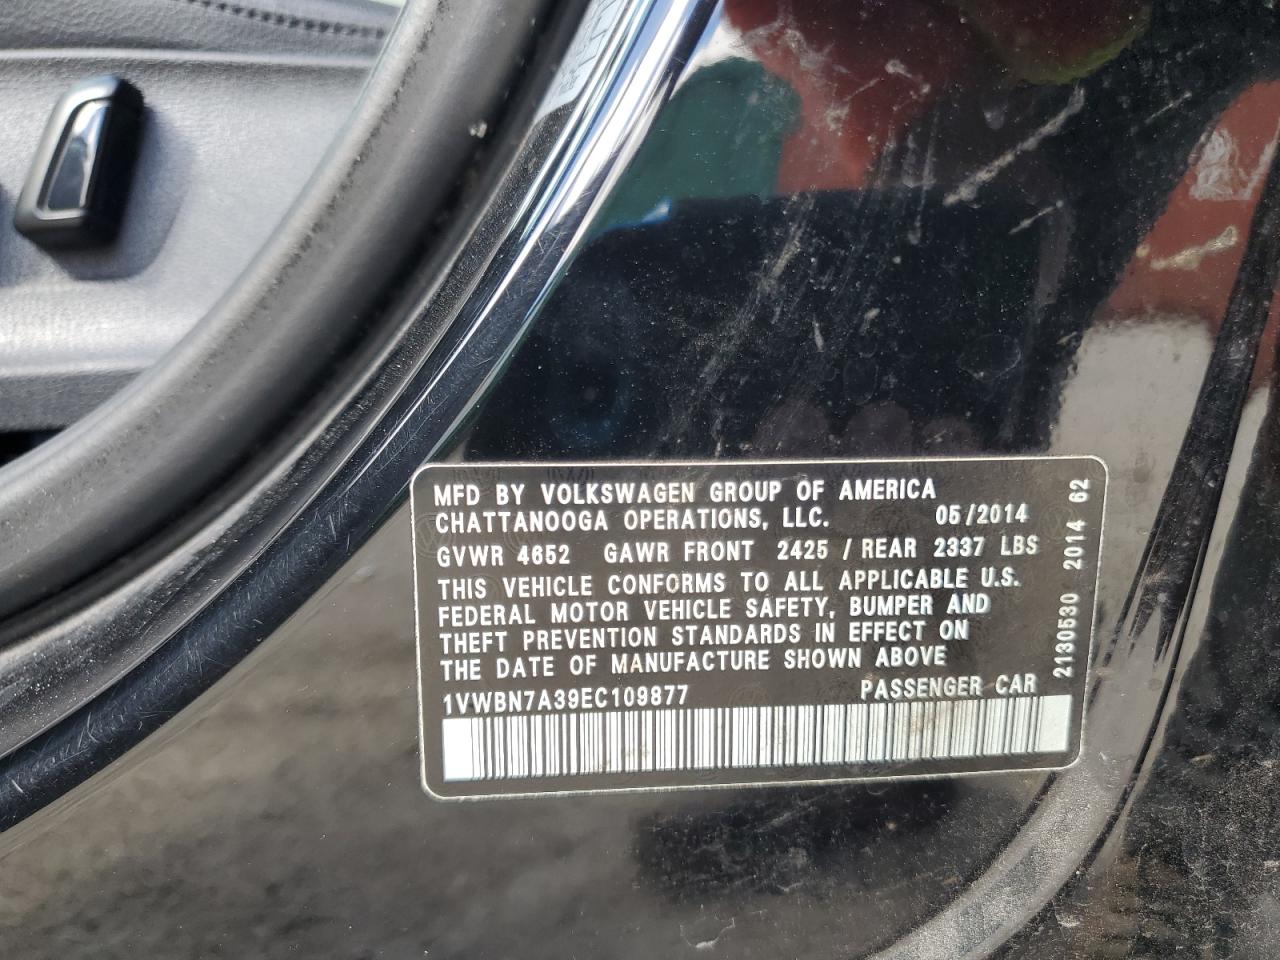 MFD BY VOLKSWAGEN GROUP OF AMERICA
CHATTANOOGA OPERATIONS, LLC. 05/2014
GVWR 4652 GAWR FRONT 2425 / REAR 2337 LBS
THIS VEHICLE CONFORMS TO ALL APPLICABLE U.S.
FEDERAL MOTOR VEHICLE SAFETY, BUMPER AND
THEFT PREVENTION STANDARDS IN EFFECT ON
THE DATE OF MANUFACTURE SHOWN ABOVE
1VWBN7A39EC109877 PASSENGER CAR
2130530 2014 62